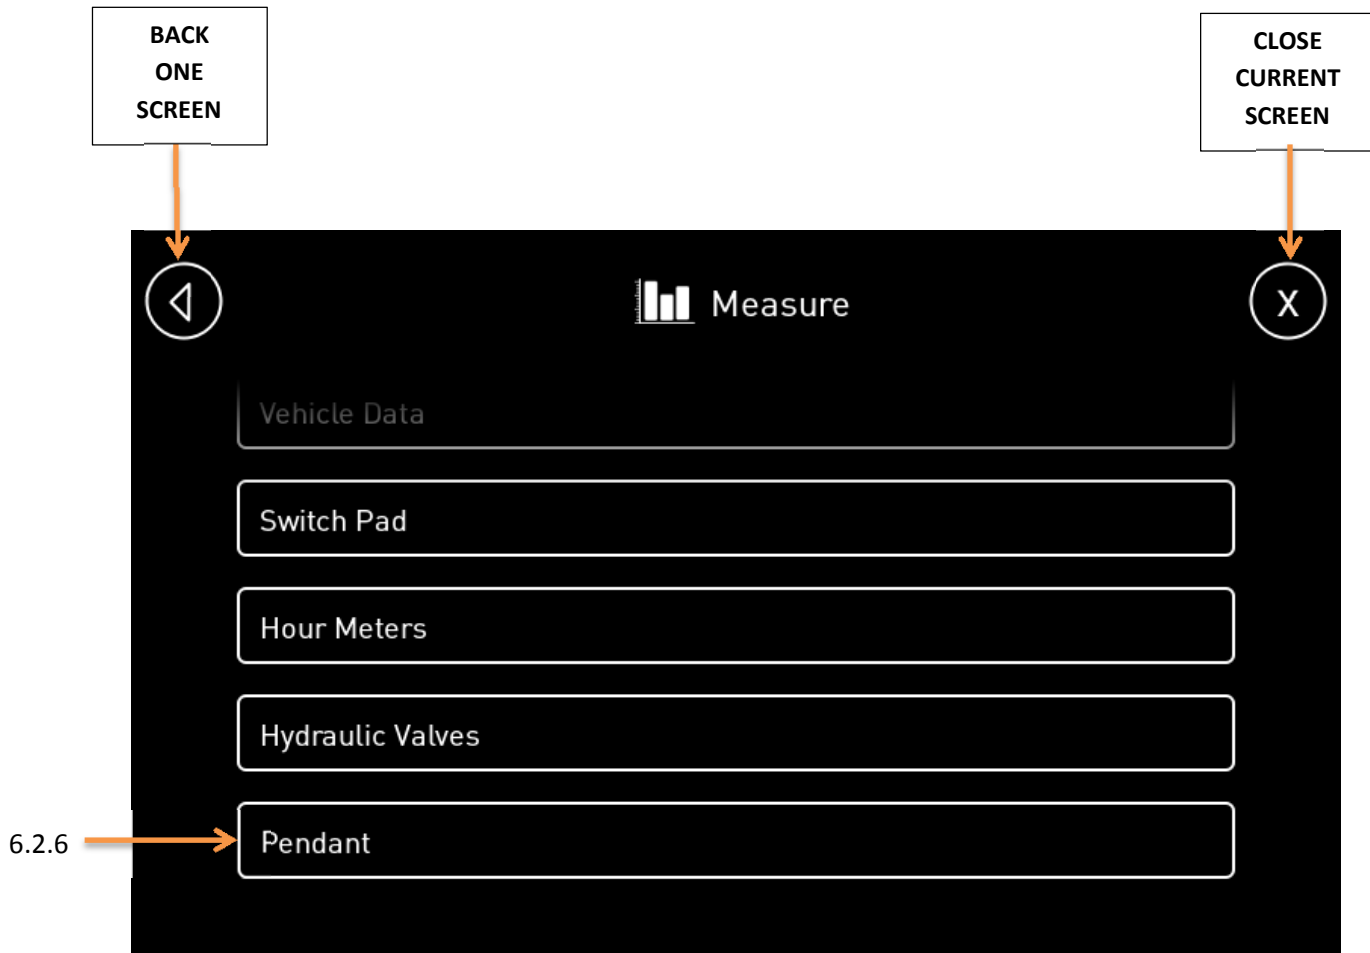 BACK
ONE
SCREEN
CLOSE
CURRENT
SCREEN
Measure
X
Vehicle Data
Switch Pad
Hour Meters
Hydraulic Valves
6.2.6
Pendant